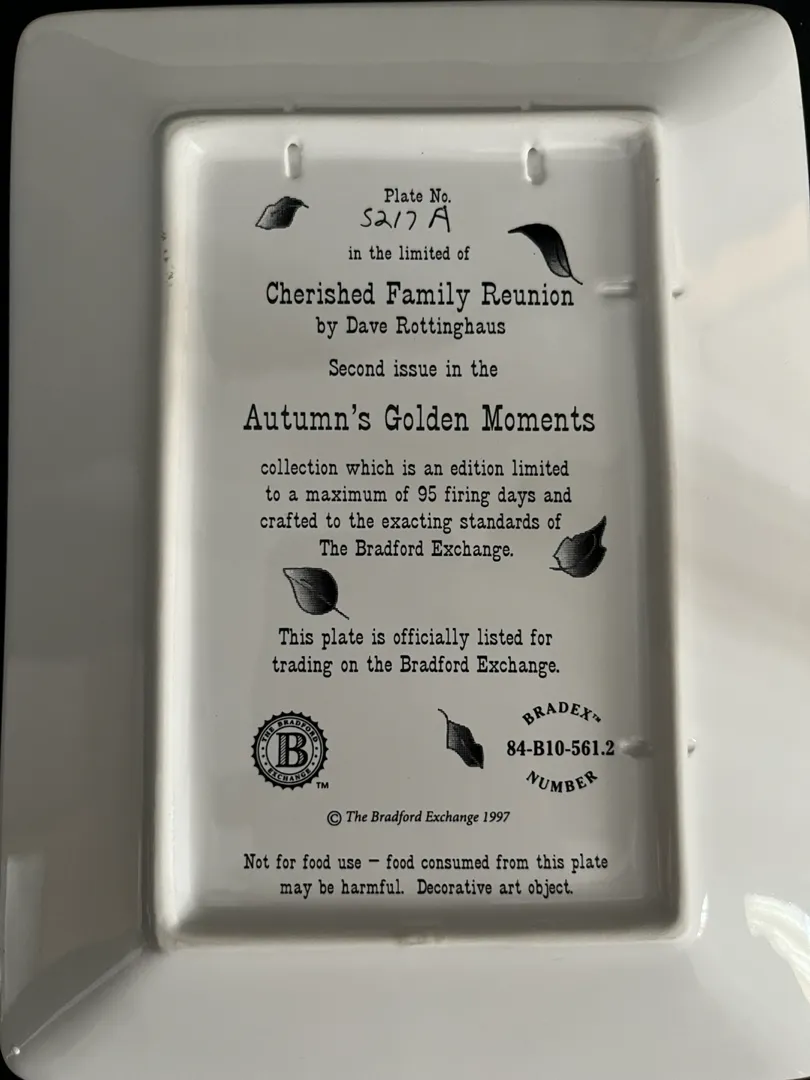 Plate No.
S217 A
in the limited of
Cherished Family Reunion
by Dave Rottinghaus
Second issue in the
Autumn's Golden Moments
collection which is an edition limited
to a maximum of 95 firing days and
crafted to the exacting standards of
The Bradford Exchange.
This plate is officially listed for
trading on the Bradford Exchange.
THE BRADFORD
B
EXCHANGE
TM
BRADEX™
84-B10-561.2
NUMBER
© The Bradford Exchange 1997
Not for food use — food consumed from this plate
may be harmful. Decorative art object.